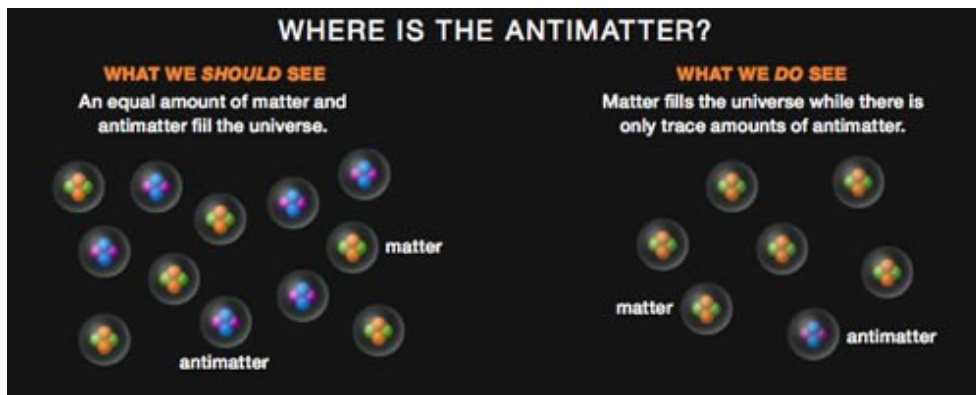 WHERE IS THE ANTIMATTER?
WHAT WE SHOULD SEE
An equal amount of matter and
antimatter fiill the universe.
matter
antimatter
WHAT WE DO SEE
Matter fills the universe while there is
only trace amounts of antimatter.
matter
antimatter